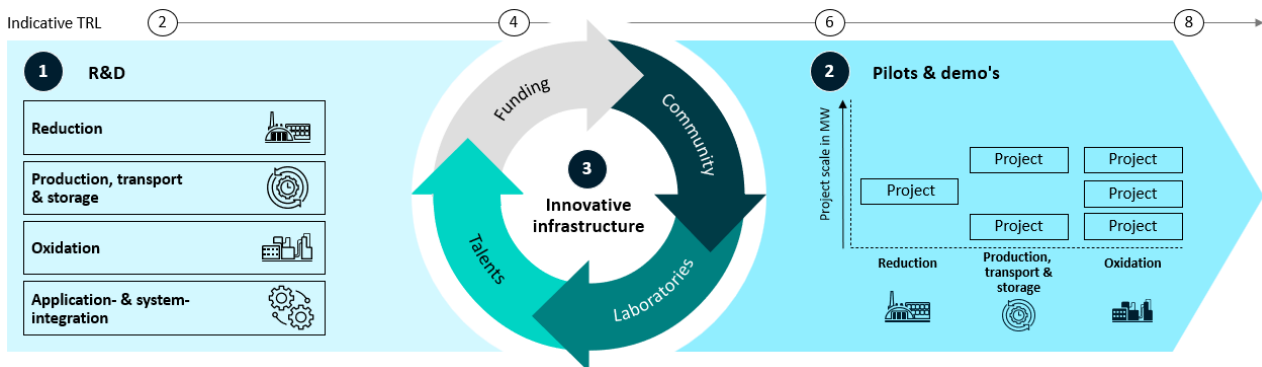 Indicative TRL
2
4
6
8
1
R&D
Reduction
Production, transport
& storage
Oxidation
Application- & system-
integration
Funding
Community
Laboratories
Talents
3
Innovative
infrastructure
2
Pilots & demo's
Project scale in MW
Project
Project
Project
Project
Project
Project
Reduction
Production,
transport &
storage
Oxidation